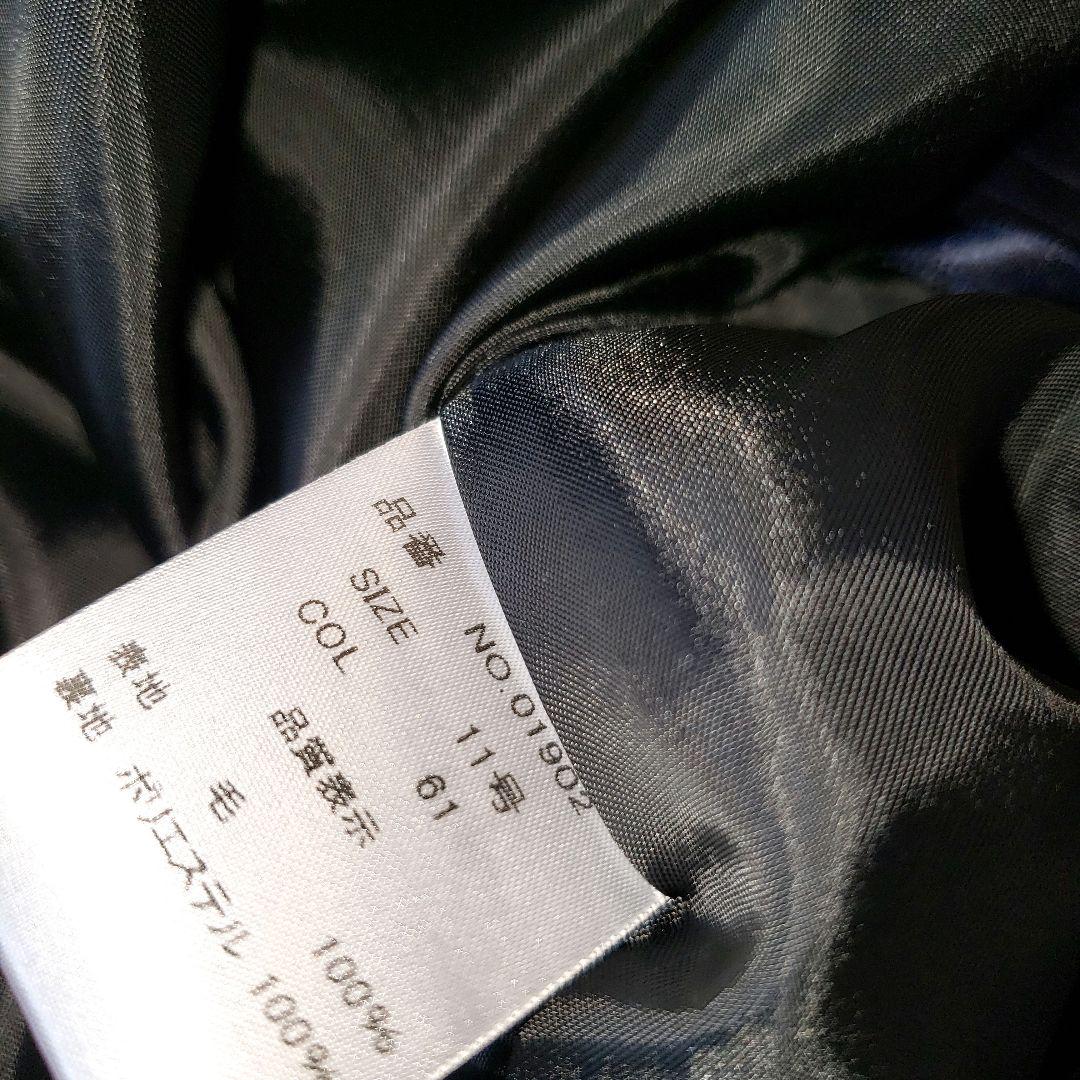 品番 NO.01902
SIZE 11号
COL 61
品質表示
表地 毛 100%
裏地 ポリエステル 100%